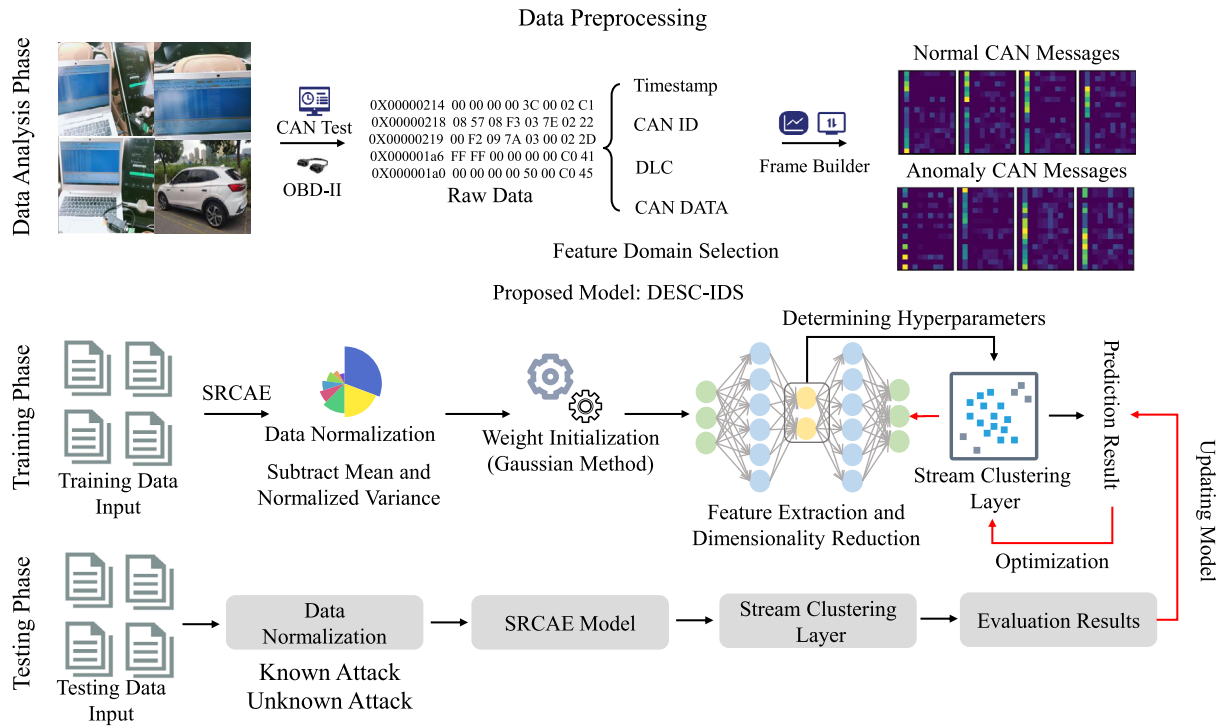 Data Preprocessing
Data Analysis Phase
CAN Test
OBD-II
0X00000214 00 00 00 00 3C 00 02 C1
0X00000218 08 57 08 F3 03 7E 02 22
0X00000219 00 F2 09 7A 03 00 02 2D
0X000001a6 FF FF 00 00 00 00 C0 41
0X000001a0 00 00 00 00 50 00 C0 45
Raw Data
Timestamp
CAN ID
DLC
CAN DATA
Feature Domain Selection
Frame Builder
Normal CAN Messages
Anomaly CAN Messages
Proposed Model: DESC-IDS
Training Phase
Training Data
Input
SRCAE
Data Normalization
Subtract Mean and
Normalized Variance
Weight Initialization
(Gaussian Method)
Feature Extraction and
Dimensionality Reduction
Determining Hyperparameters
Stream Clustering
Layer
Prediction Result
Optimization
Updating Model
Testing Phase
Testing Data
Input
Data
Normalization
Known Attack
Unknown Attack
SRCAE Model
Stream Clustering
Layer
Evaluation Results